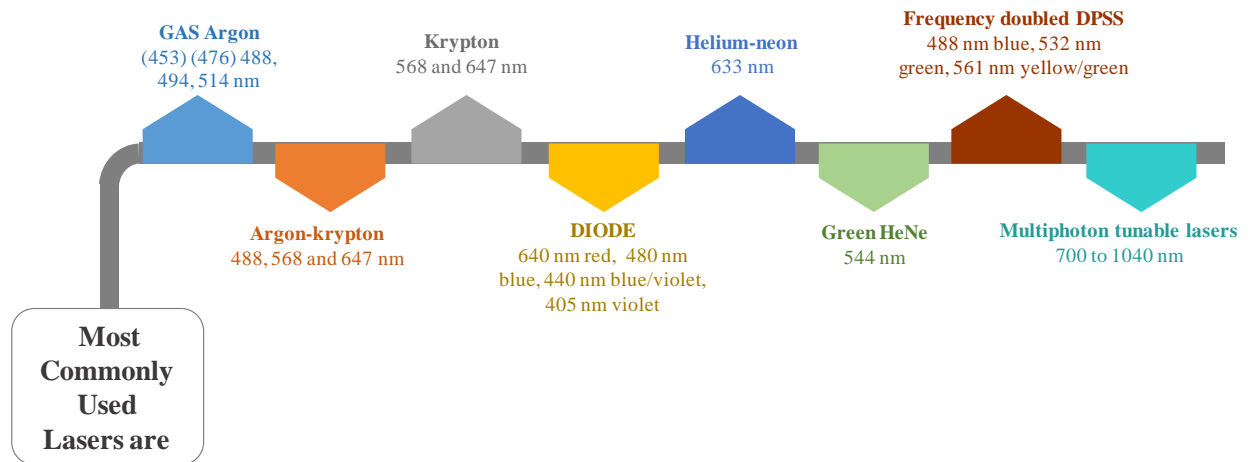 GAS Argon
(453) (476) 488,
494, 514 nm
Argon-krypton
488, 568 and 647 nm
Krypton
568 and 647 nm
DIODE
640 nm red, 480 nm
blue, 440 nm blue/violet,
405 nm violet
Helium-neon
633 nm
Green HeNe
544 nm
Frequency doubled DPSS
488 nm blue, 532 nm
green, 561 nm yellow/green
Multiphoton tunable lasers
700 to 1040 nm
Most
Commonly
Used
Lasers are